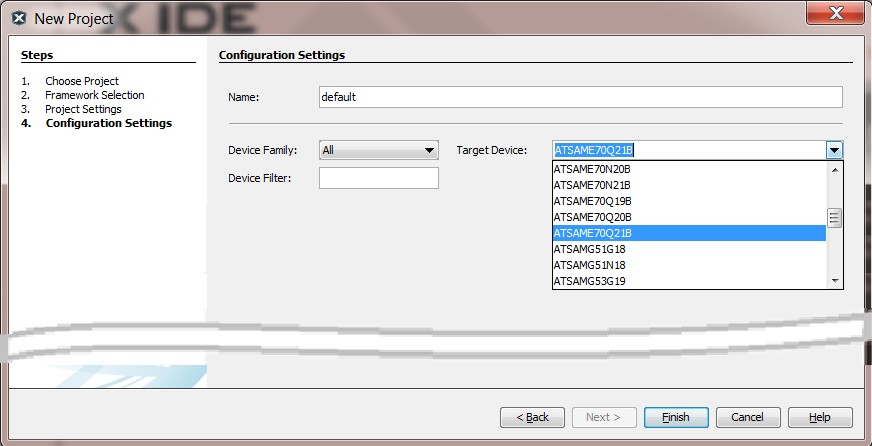 New Project
X IDE
Steps
1. Choose Project
2. Framework Selection
3. Project Settings
4. Configuration Settings
Configuration Settings
Name: default
Device Family: All Target Device: ATSAME70Q21B
Device Filter:
ATSAME70N20B
ATSAME70N21B
ATSAME70Q19B
ATSAME70Q20B
ATSAME70Q21B
ATSAMG51G18
ATSAMG51N18
ATSAMG53G19
< Back Next > Finish Cancel Help